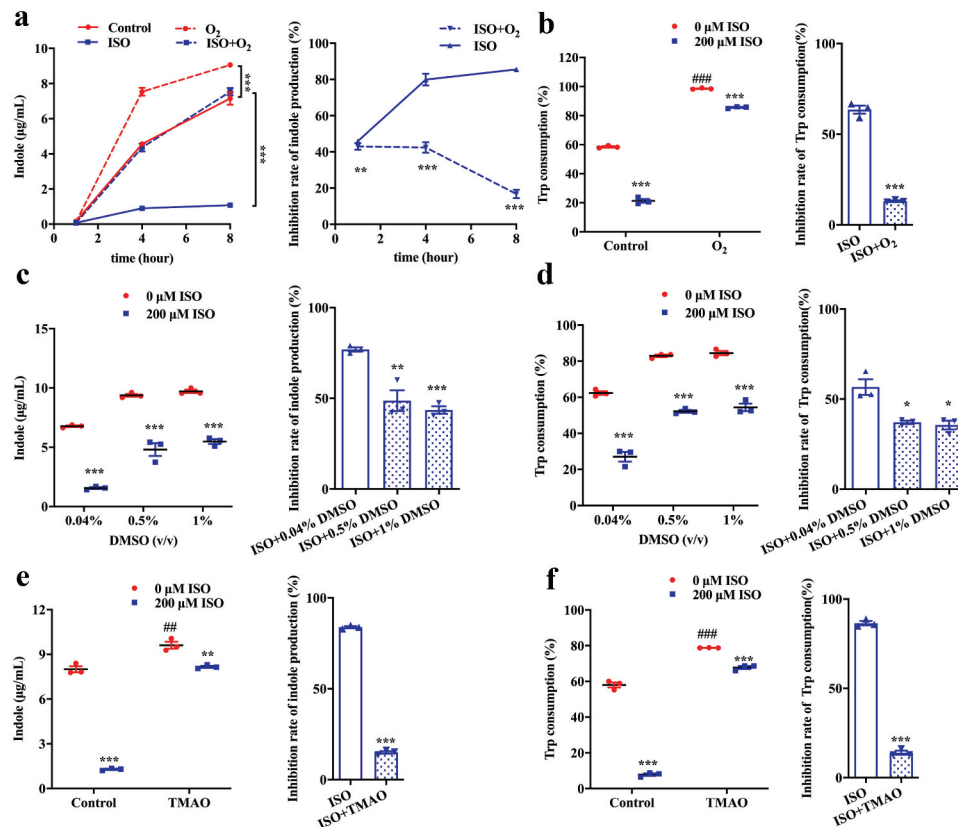 a
Control
ISO
O2
ISO+O2
Indole (μg/mL)
10
8
6
4
2
0
0 2 4 6 8
time (hour)
***
***
ISO+O2
ISO
Inhibition rate of indole production (%)
100
80
60
40
20
0
**
***
***
0 2 4 6 8
time (hour)
b
0 μM ISO
200 μM ISO
Trp consumption (%)
140
120
100
80
60
40
20
0
***
###
***
Control O2
Inhibition rate of Trp consumption(%)
100
50
0
***
ISO
ISO+O2
c
0 μM ISO
200 μM ISO
Indole (μg/mL)
15
10
5
0
***
***
***
0.04% 0.5% 1%
DMSO (v/v)
Inhibition rate of indole production (%)
100
50
0
**
***
ISO+0.04% DMSO
ISO+0.5% DMSO
ISO+1% DMSO
d
0 μM ISO
200 μM ISO
Trp consumption (%)
100
80
60
40
20
0
***
***
***
0.04% 0.5% 1%
DMSO (v/v)
Inhibition rate of Trp consumption(%)
100
50
0
*
*
ISO+0.04% DMSO
ISO+0.5% DMSO
ISO+1% DMSO
e
0 μM ISO
200 μM ISO
Indole (μg/mL)
12
9
6
3
0
***
##
**
Control TMAO
Inhibition rate of indole production (%)
100
50
0
***
ISO
ISO+TMAO
f
0 μM ISO
200 μM ISO
Trp consumption (%)
100
80
60
40
20
0
***
###
***
Control TMAO
Inhibition rate of Trp consumption(%)
100
50
0
***
ISO
ISO+TMAO